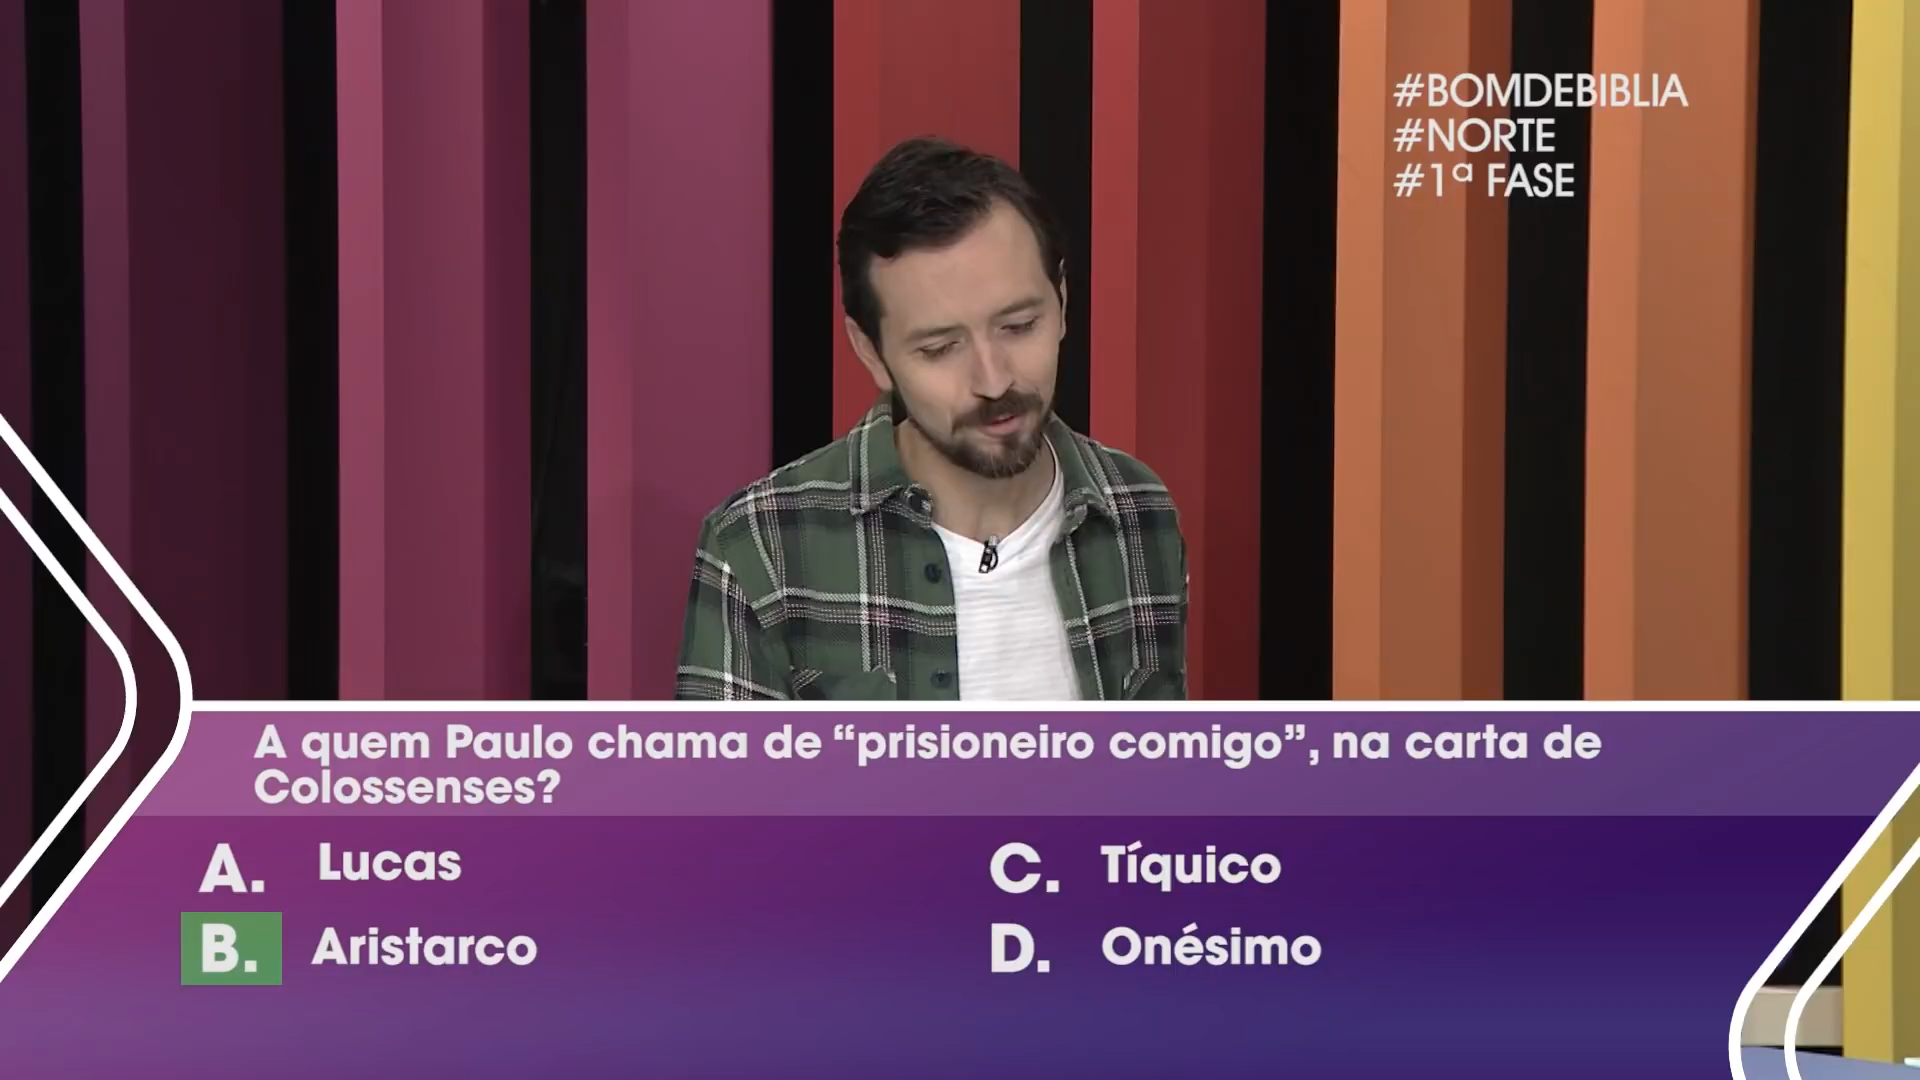 #BOMDEBIBLIA
#NORTE
#1ª FASE
A quem Paulo chama de “prisioneiro comigo”, na carta de
Colossenses?
A. Lucas
B. Aristarco
C. Tíquico
D. Onésimo